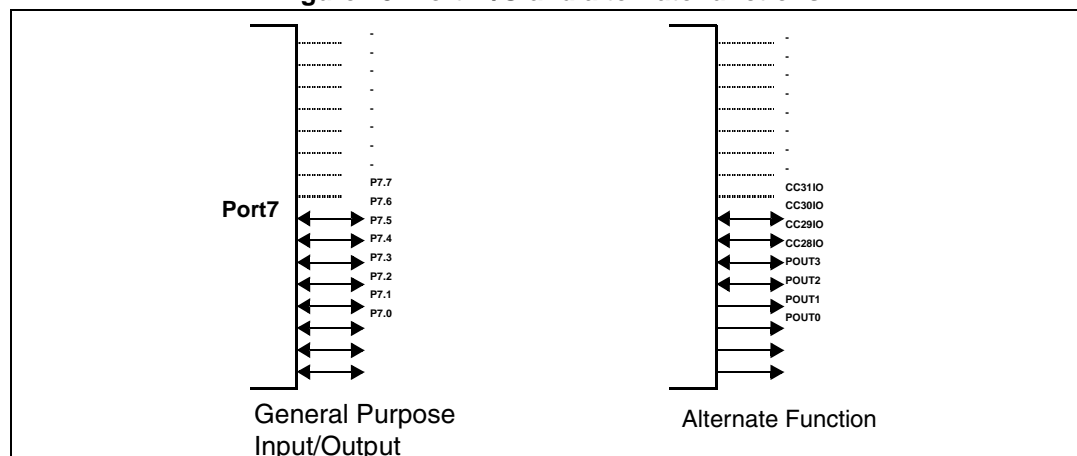 -
-
-
-
-
-
-
-
P7.7
P7.6
P7.5
P7.4
P7.3
P7.2
P7.1
P7.0
Port7
General Purpose
Input/Output
-
-
-
-
-
-
-
-
CC31IO
CC30IO
CC29IO
CC28IO
POUT3
POUT2
POUT1
POUT0
Alternate Function